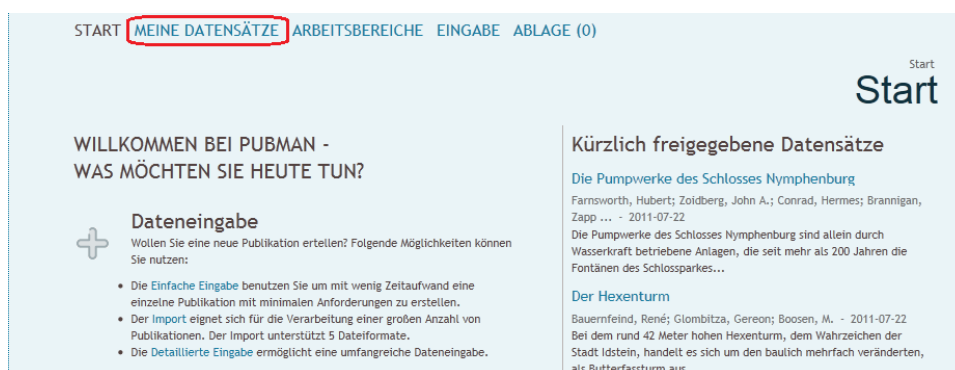 START MEINE DATENSÄTZE ARBEITSBEREICHE EINGABE ABLAGE (0)
Start
Start
WILLKOMMEN BEI PUBMAN -
WAS MÖCHTEN SIE HEUTE TUN?
Dateneingabe
Wollen Sie eine neue Publikation ertellen? Folgende Möglichkeiten können
Sie nutzen:
• Die Einfache Eingabe benutzen Sie um mit wenig Zeitaufwand eine
einzelne Publikation mit minimalen Anforderungen zu erstellen.
• Der Import eignet sich für die Verarbeitung einer großen Anzahl von
Publikationen. Der Import unterstützt 5 Dateiformate.
• Die Detaillierte Eingabe ermöglicht eine umfangreiche Dateneingabe.
Kürzlich freigegebene Datensätze
Die Pumpwerke des Schlosses Nymphenburg
Farnsworth, Hubert; Zoidberg, John A.; Conrad, Hermes; Brannigan,
Zapp ... - 2011-07-22
Die Pumpwerke des Schlosses Nymphenburg sind allein durch
Wasserkraft betriebene Anlagen, die seit mehr als 200 Jahren die
Fontänen des Schlossparkes...
Der Hexenturm
Bauernfeind, René; Glombitza, Gereon; Boosen, M. - 2011-07-22
Bei dem rund 42 Meter hohen Hexenturm, dem Wahrzeichen der
Stadt Idstein, handelt es sich um den baulich mehrfach veränderten,
als Butterfassturm aus